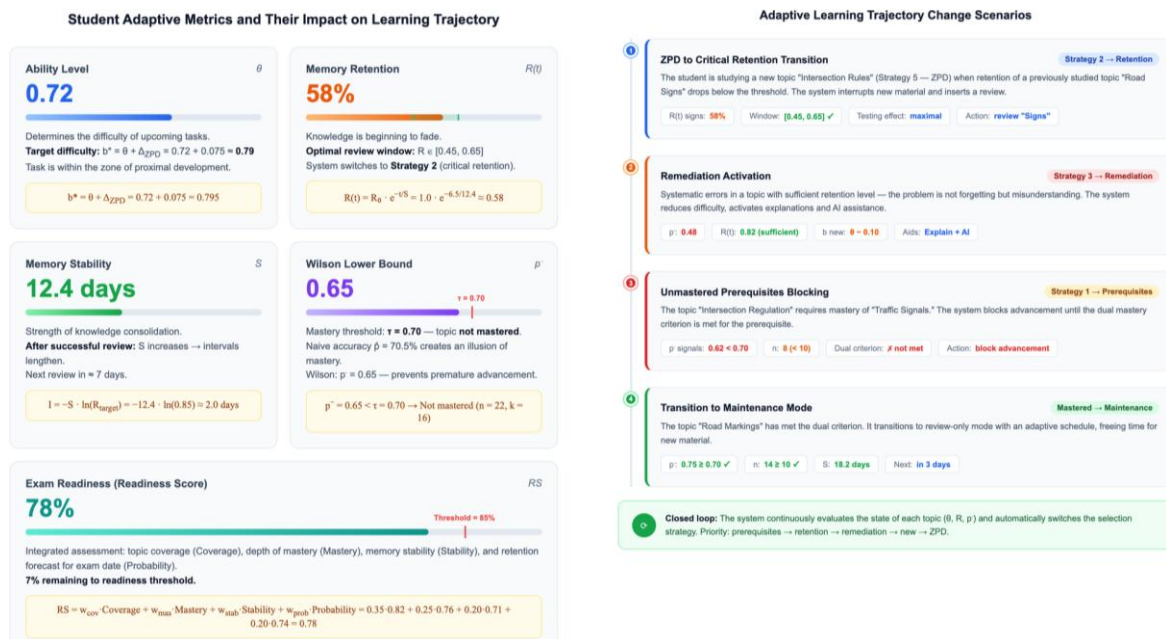 Student Adaptive Metrics and Their Impact on Learning Trajectory
Ability Level
θ
0.72
Determines the difficulty of upcoming tasks.
Target difficulty: b* = θ + Δ_ZPD = 0.72 + 0.075 ≈ 0.79
Task is within the zone of proximal development.
b* = θ + Δ_ZPD = 0.72 + 0.075 = 0.795
Memory Retention
R(t)
58%
Knowledge is beginning to fade.
Optimal review window: R ∈ [0.45, 0.65]
System switches to Strategy 2 (critical retention).
R(t) = R₀ · e^(−t/S) = 1.0 · e^(−6.5/12.4) ≈ 0.58
Memory Stability
S
12.4 days
Strength of knowledge consolidation.
After successful review: S increases → intervals
lengthen.
Next review in ≈ 7 days.
I = −S · ln(R_target) = −12.4 · ln(0.85) ≈ 2.0 days
Wilson Lower Bound
p⁻
0.65
τ = 0.70
Mastery threshold: τ = 0.70 — topic not mastered.
Naive accuracy p̂ = 70.5% creates an illusion of
mastery.
Wilson: p⁻ = 0.65 — prevents premature advancement.
p⁻ = 0.65 < τ = 0.70 → Not mastered (n = 22, k =
16)
Exam Readiness (Readiness Score)
RS
78%
Threshold = 85%
Integrated assessment: topic coverage (Coverage), depth of mastery (Mastery), memory stability (Stability), and retention
forecast for exam date (Probability).
7% remaining to readiness threshold.
RS = w_cov·Coverage + w_mas·Mastery + w_stab·Stability + w_prob·Probability = 0.35·0.82 + 0.25·0.76 + 0.20·0.71 +
0.20·0.74 = 0.78
Adaptive Learning Trajectory Change Scenarios
1
ZPD to Critical Retention Transition
Strategy 2 → Retention
The student is studying a new topic "Intersection Rules" (Strategy 5 — ZPD) when retention of a previously studied topic "Road
Signs" drops below the threshold. The system interrupts new material and inserts a review.
R(t) signs: 58%
Window: [0.45, 0.65] ✓
Testing effect: maximal
Action: review "Signs"
2
Remediation Activation
Strategy 3 → Remediation
Systematic errors in a topic with sufficient retention level — the problem is not forgetting but misunderstanding. The system
reduces difficulty, activates explanations and AI assistance.
p⁻: 0.48
R(t): 0.82 (sufficient)
b new: θ − 0.10
Aids: Explain + AI
3
Unmastered Prerequisites Blocking
Strategy 1 → Prerequisites
The topic "Intersection Regulation" requires mastery of "Traffic Signals." The system blocks advancement until the dual mastery
criterion is met for the prerequisite.
p⁻ signals: 0.62 < 0.70
n: 8 (< 10)
Dual criterion: ✗ not met
Action: block advancement
4
Transition to Maintenance Mode
Mastered → Maintenance
The topic "Road Markings" has met the dual criterion. It transitions to review-only mode with an adaptive schedule, freeing time for
new material.
p⁻: 0.75 ≥ 0.70 ✓
n: 14 ≥ 10 ✓
S: 18.2 days
Next: in 3 days
Closed loop: The system continuously evaluates the state of each topic (θ, R, p⁻) and automatically switches the selection
strategy. Priority: prerequisites → retention → remediation → new → ZPD.